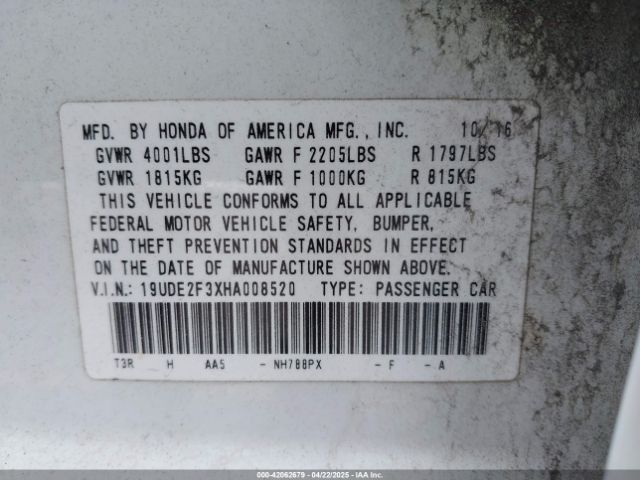 MFD. BY HONDA OF AMERICA MFG., INC. 10/16
GVWR 4001LBS GAWR F 2205LBS R 1797LBS
GVWR 1815KG GAWR F 1000KG R 815KG
THIS VEHICLE CONFORMS TO ALL APPLICABLE
FEDERAL MOTOR VEHICLE SAFETY, BUMPER,
AND THEFT PREVENTION STANDARDS IN EFFECT
ON THE DATE OF MANUFACTURE SHOWN ABOVE.
V.I.N.: 19UDE2F3XHA008520 TYPE: PASSENGER CAR
T3R H AA5 - NH788PX - F - A
000-42062679 - 04/22/2025 - IAA Inc. - Copart